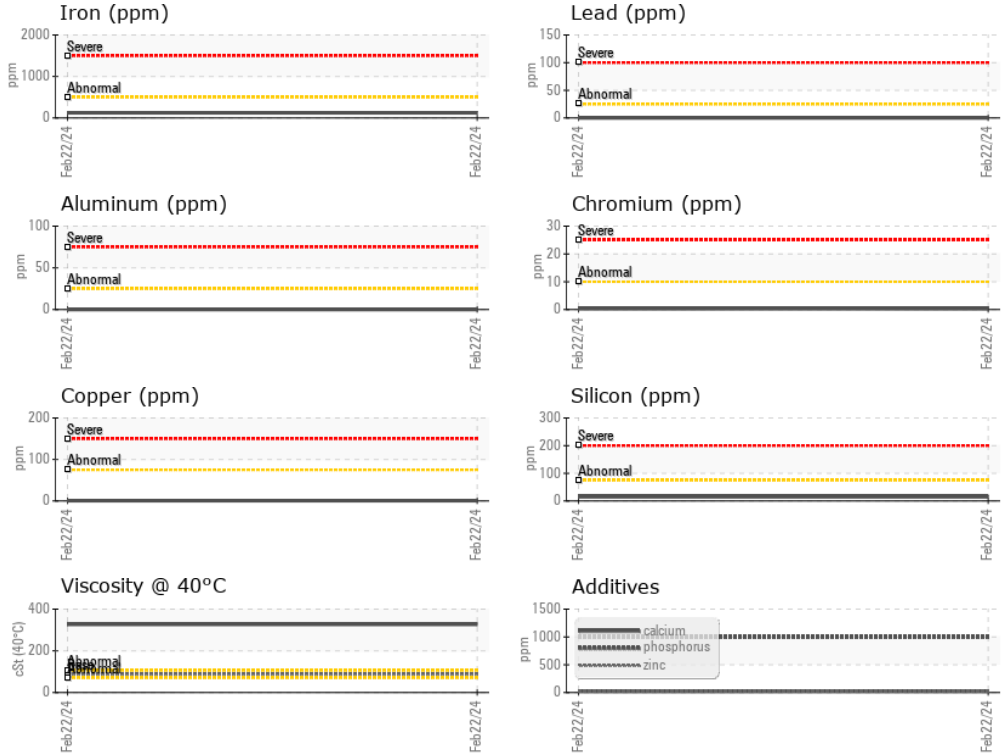 Iron (ppm)
2000
1000
0
ppm
Severe
Abnormal
Feb22/24
Feb22/24
Lead (ppm)
150
100
50
0
ppm
Severe
Abnormal
Feb22/24
Feb22/24
Aluminum (ppm)
100
50
0
ppm
Severe
Abnormal
Feb22/24
Feb22/24
Chromium (ppm)
30
20
10
0
ppm
Severe
Abnormal
Feb22/24
Feb22/24
Copper (ppm)
200
100
0
ppm
Severe
Abnormal
Feb22/24
Feb22/24
Silicon (ppm)
300
200
100
0
ppm
Severe
Abnormal
Feb22/24
Feb22/24
Viscosity @ 40°C
400
200
0
cSt (40°C)
Abnormal
Abnormal
Feb22/24
Feb22/24
Additives
1500
1000
500
0
ppm
calcium
phosphorus
zinc
Feb22/24
Feb22/24